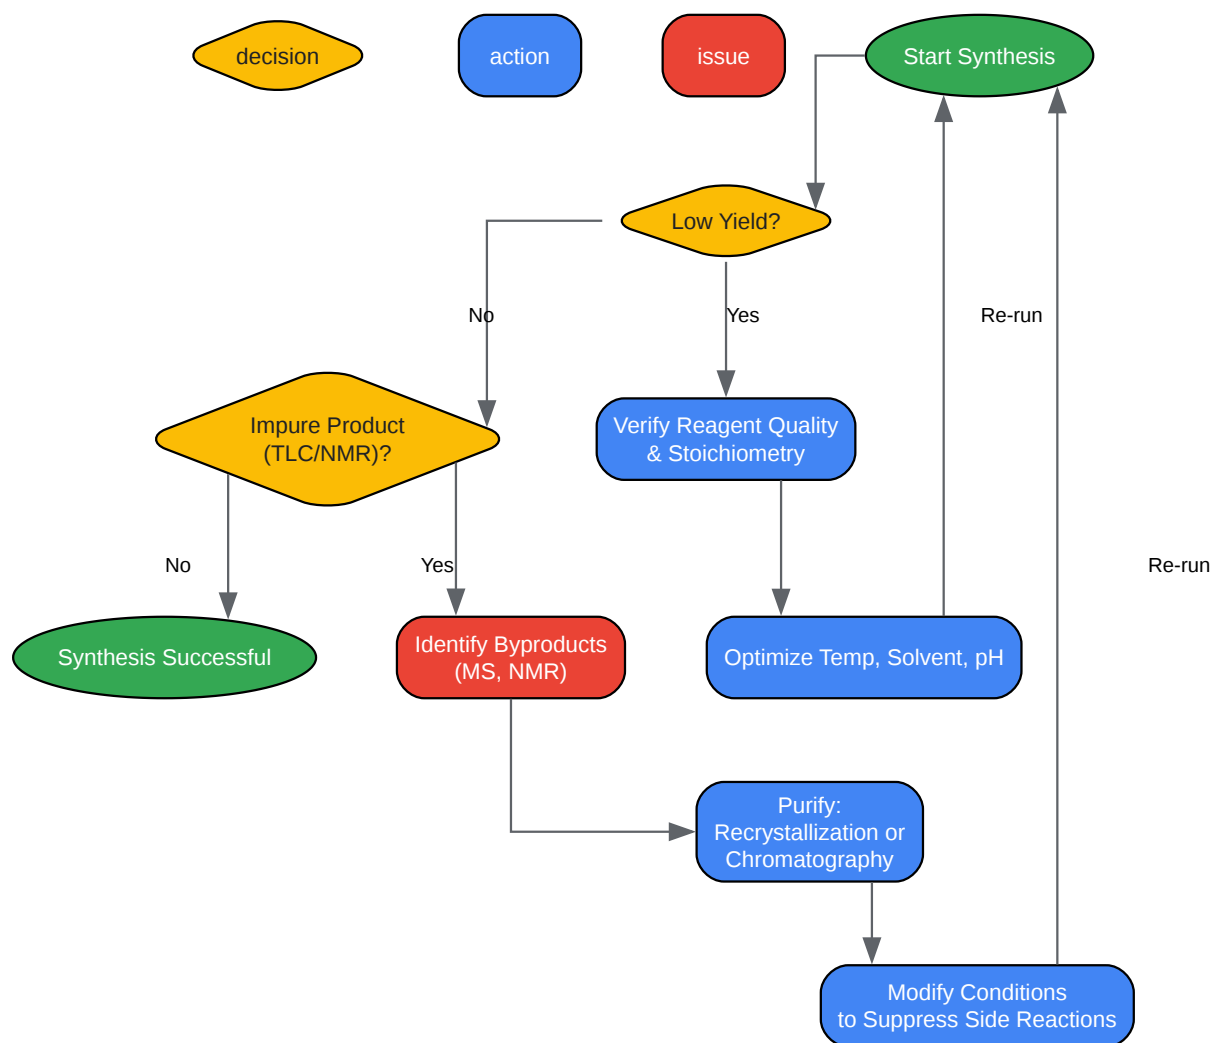 decision
action
issue
Start Synthesis
Low Yield?
No
Yes
Re-run
Impure Product
(TLC/NMR)?
Verify Reagent Quality
& Stoichiometry
No
Yes
Re-run
Synthesis Successful
Identify Byproducts
(MS, NMR)
Optimize Temp, Solvent, pH
Purify:
Recrystallization or
Chromatography
Modify Conditions
to Suppress Side Reactions